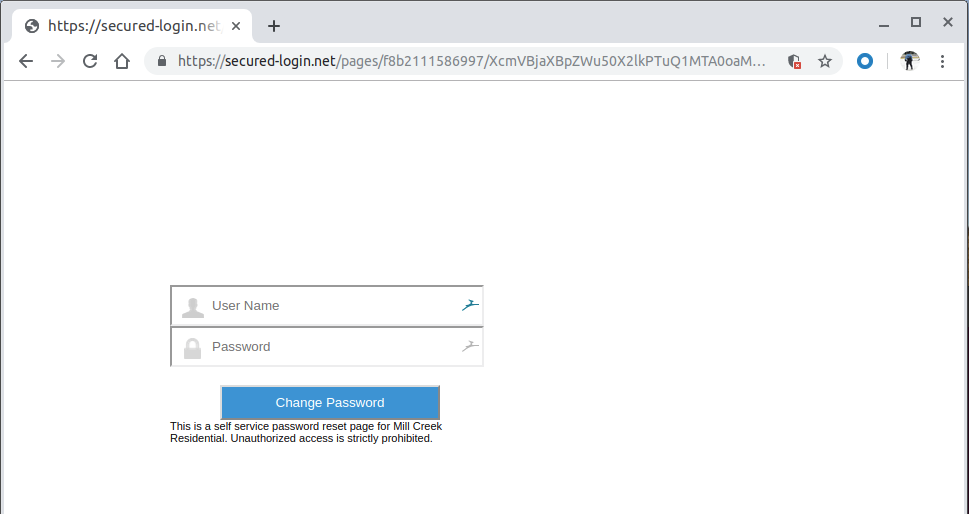 https://secured-login.net
https://secured-login.net/pages/f8b2111586997/XcmVBjaXBpZWu50X2lkPTuQ1MTA0oaM…
User Name
Password
Change Password
This is a self service password reset page for Mill Creek
Residential. Unauthorized access is strictly prohibited.